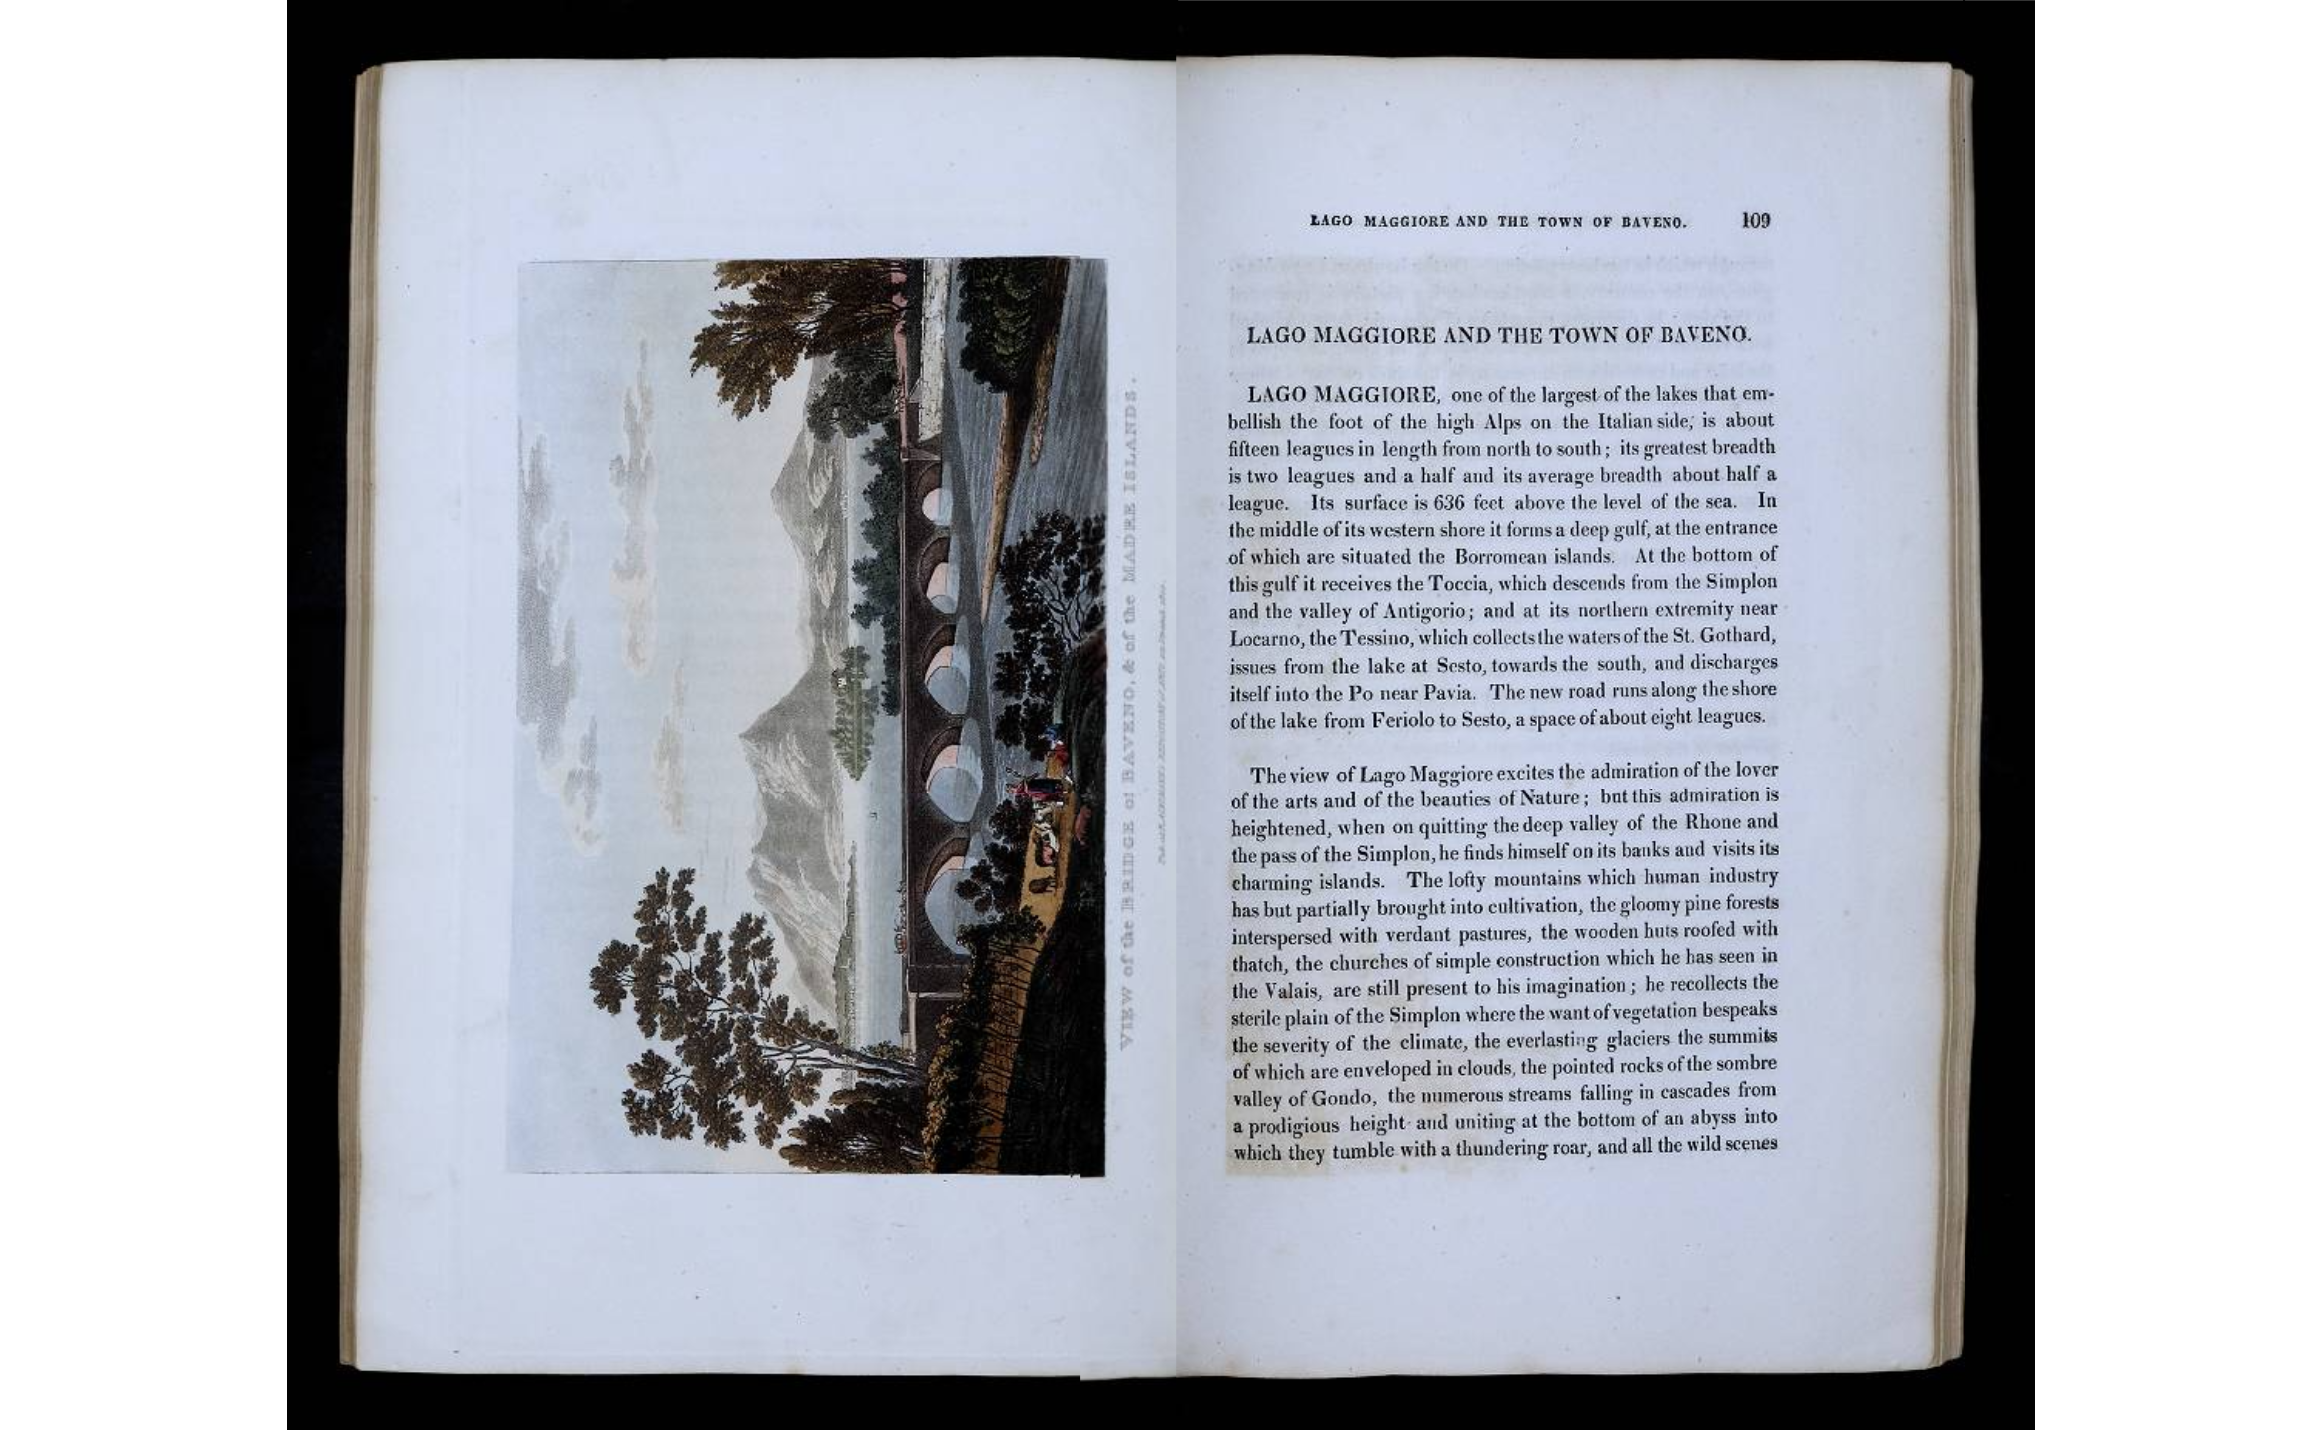 VIEW of the BRIDGE of BAVENO, & of the MADRE ISLANDS.
LAGO MAGGIORE AND THE TOWN OF BAVENO. 109
LAGO MAGGIORE AND THE TOWN OF BAVENO.
LAGO MAGGIORE, one of the largest of the lakes that em-
bellish the foot of the high Alps on the Italian side, is about
fifteen leagues in length from north to south; its greatest breadth
is two leagues and a half and its average breadth about half a
league. Its surface is 636 feet above the level of the sea. In
the middle of its western shore it forms a deep gulf, at the entrance
of which are situated the Borromean islands. At the bottom of
this gulf it receives the Toccia, which descends from the Simplon
and the valley of Antigorio; and at its northern extremity near
Locarno, the Tessino, which collects the waters of the St. Gothard,
issues from the lake at Sesto, towards the south, and discharges
itself into the Po near Pavia. The new road runs along the shore
of the lake from Feriolo to Sesto, a space of about eight leagues.
The view of Lago Maggiore excites the admiration of the lover
of the arts and of the beauties of Nature; but this admiration is
heightened, when on quitting the deep valley of the Rhone and
the pass of the Simplon, he finds himself on its banks and visits its
charming islands. The lofty mountains which human industry
has but partially brought into cultivation, the gloomy pine forests
interspersed with verdant pastures, the wooden huts roofed with
thatch, the churches of simple construction which he has seen in
the Valais, are still present to his imagination; he recollects the
sterile plain of the Simplon where the want of vegetation bespeaks
the severity of the climate, the everlasting glaciers the summits
of which are enveloped in clouds, the pointed rocks of the sombre
valley of Gondo, the numerous streams falling in cascades from
a prodigious height and uniting at the bottom of an abyss into
which they tumble with a thundering roar, and all the wild scenes